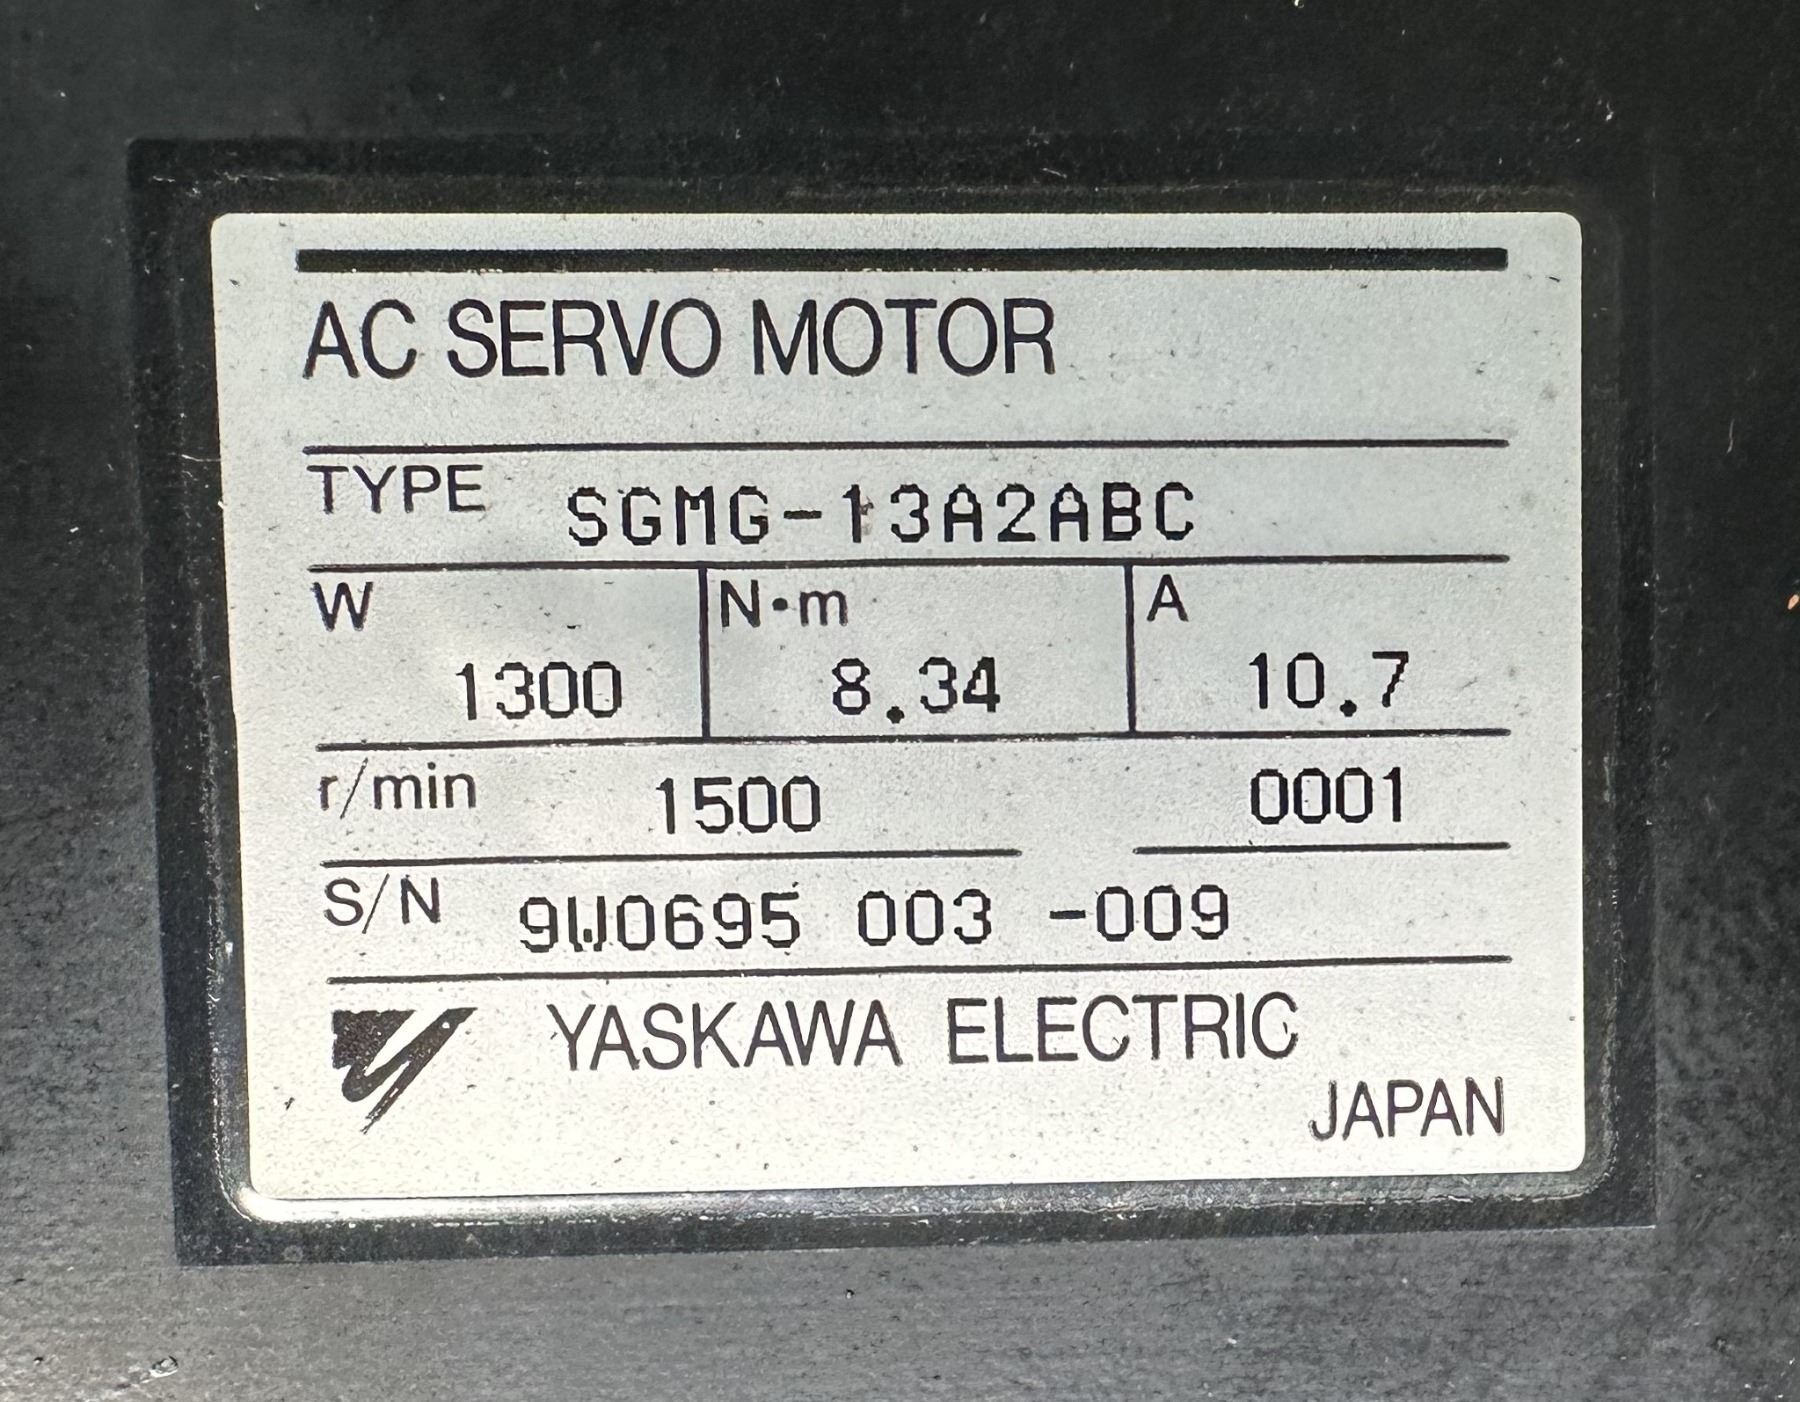 AC SERVO MOTOR
TYPE SGMG-13A2ABC
W N·m A
1300 8.34 10.7
r/min 1500 0001
S/N 9W0695 003 -009
YASKAWA ELECTRIC
JAPAN